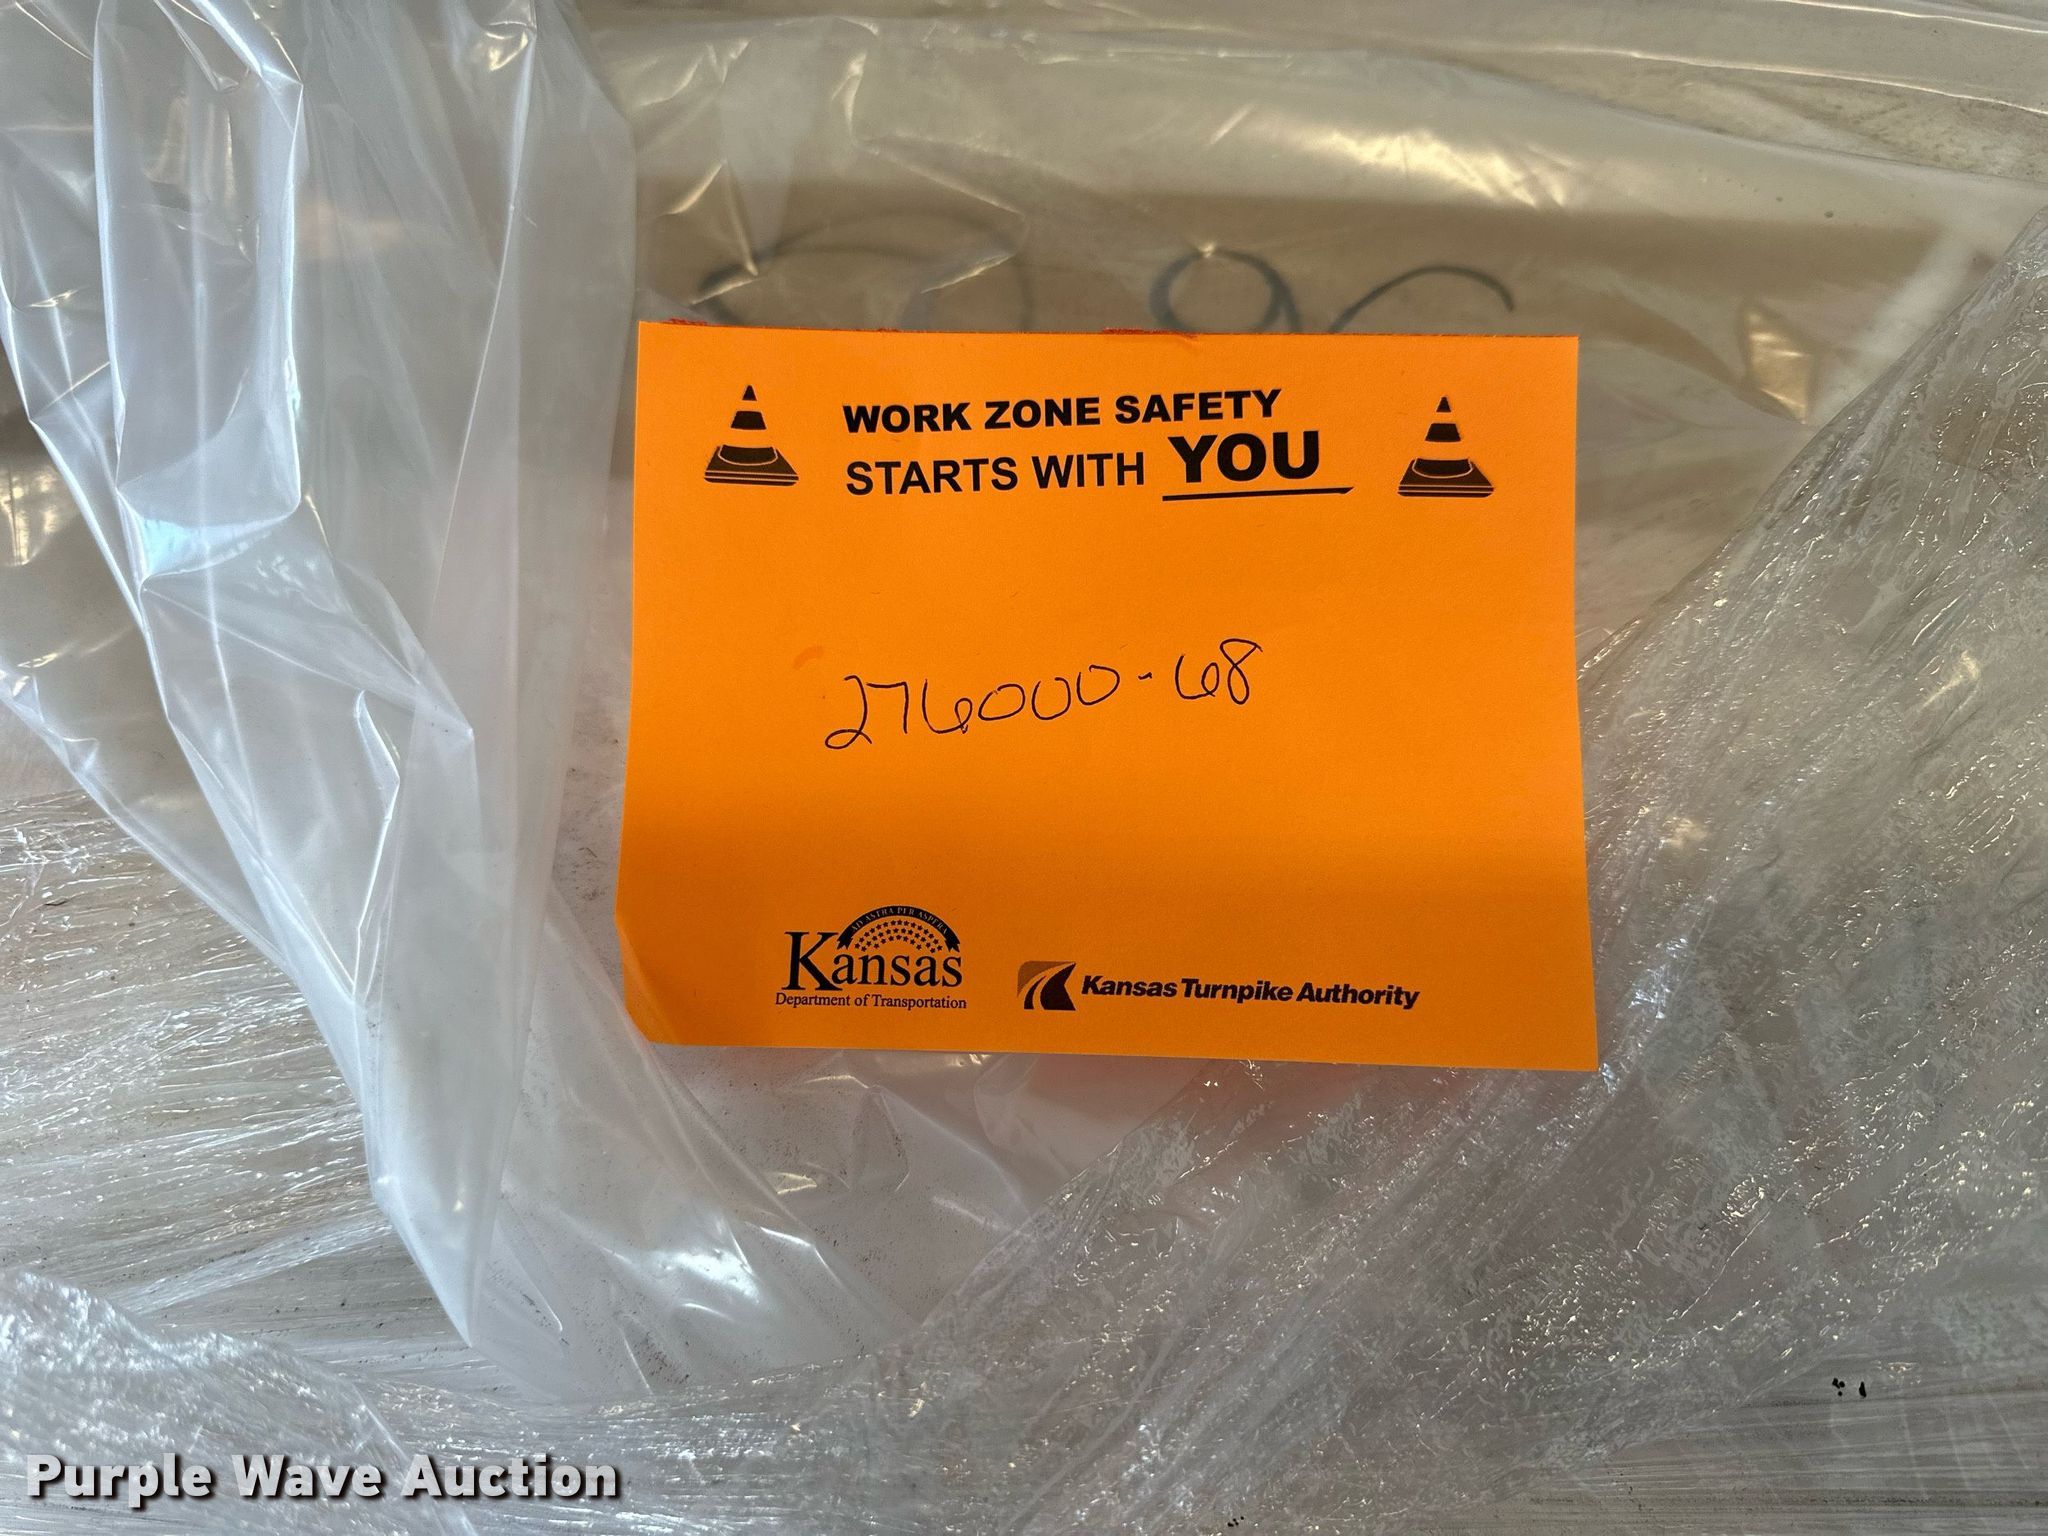 WORK ZONE SAFETY
STARTS WITH YOU
276000-68
AD ASTRA PER ASPERA
Kansas
Department of Transportation
Kansas Turnpike Authority
Purple Wave Auction